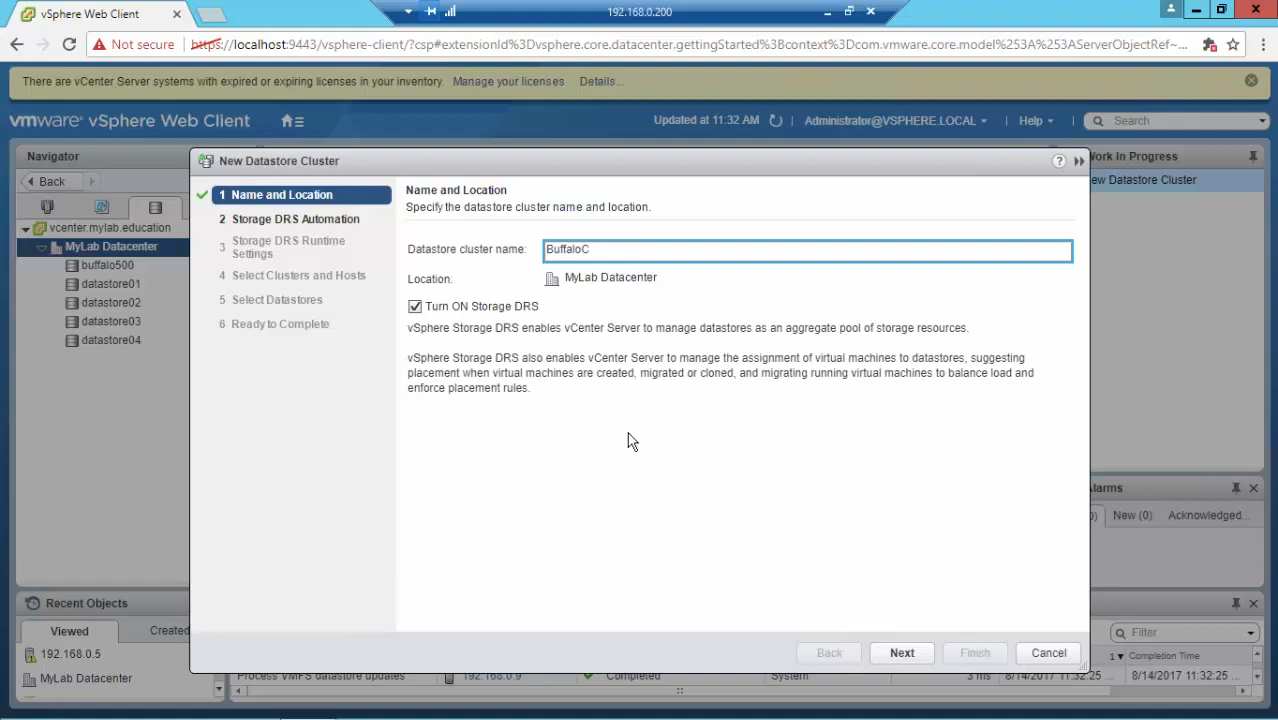 vSphere Web Client
192.168.0.200
Not secure
https://localhost:9443/vsphere-client/?csp#extensionId%3Dvsphere.core.datacenter.gettingStarted%3Bcontext%3Dcom.vmware.core.model%253A%253AServerObjectRef~...
There are vCenter Server systems with expired or expiring licenses in your inventory. Manage your licenses Details...
vmware® vSphere Web Client
Updated at 11:32 AM
Administrator@VSPHERE.LOCAL
Help
Search
Navigator
Back
vcenter.mylab.education
MyLab Datacenter
buffalo500
datastore01
datastore02
datastore03
datastore04
New Datastore Cluster
1 Name and Location
2 Storage DRS Automation
3 Storage DRS Runtime
Settings
4 Select Clusters and Hosts
5 Select Datastores
6 Ready to Complete
Name and Location
Specify the datastore cluster name and location.
Datastore cluster name: BuffaloC
Location: MyLab Datacenter
Turn ON Storage DRS
vSphere Storage DRS enables vCenter Server to manage datastores as an aggregate pool of storage resources.
vSphere Storage DRS also enables vCenter Server to manage the assignment of virtual machines to datastores, suggesting
placement when virtual machines are created, migrated or cloned, and migrating running virtual machines to balance load and
enforce placement rules.
Back Next Finish Cancel
Work In Progress
ew Datastore Cluster
Alarms
0) New (0) Acknowledged...
Recent Objects
Viewed Created
192.168.0.5
MyLab Datacenter
Filter
1 Completion Time
Process VMFS datastore updates 192.168.0.9 Completed System 3 ms 8/14/2017 11:32:25 ... 8/14/2017 11:32:25 ...